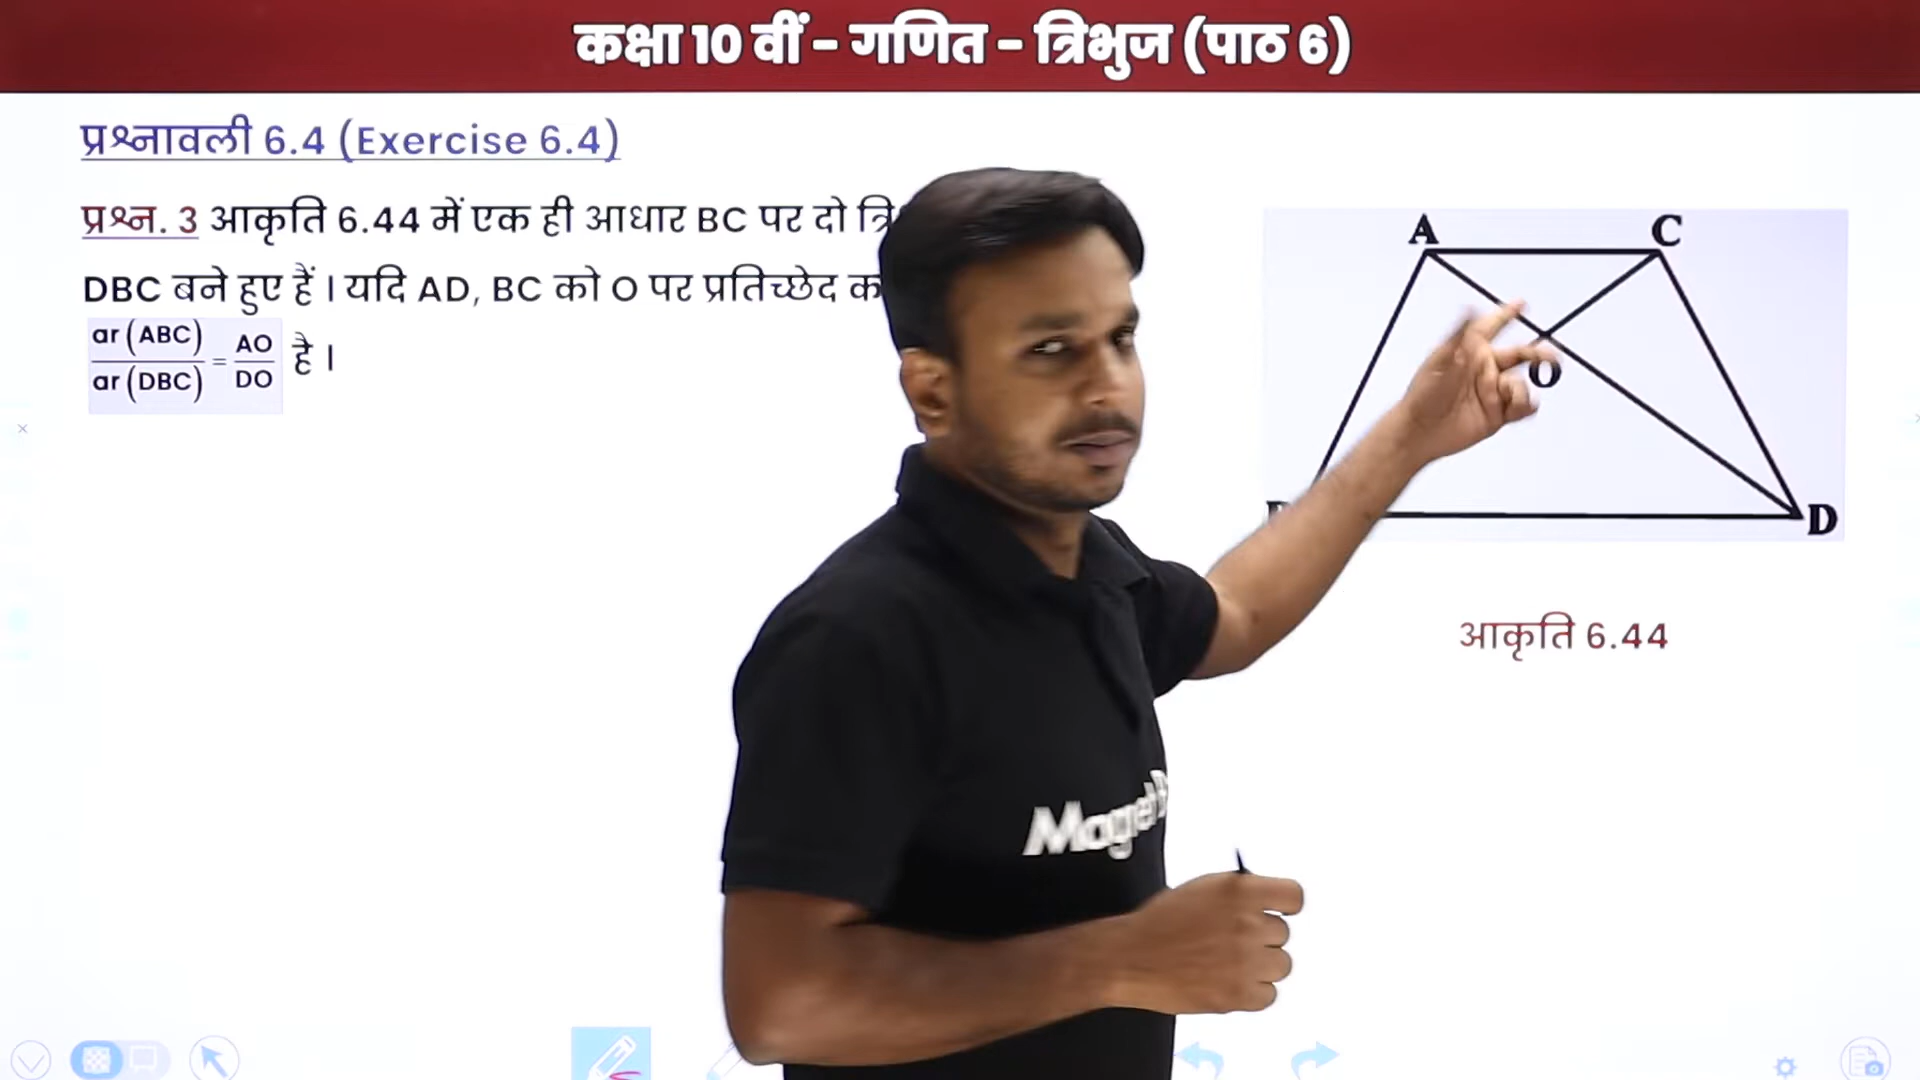 कक्षा 10 वीं - गणित - त्रिभुज (पाठ 6)
प्रश्नावली 6.4 (Exercise 6.4)
प्रश्न. 3 आकृति 6.44 में एक ही आधार BC पर दो
DBC बने हुए हैं । यदि AD, BC को O पर प्रतिच्छेद
ar (ABC) / ar (DBC) = AO / DO है ।
A C
O
D
आकृति 6.44
Magnet